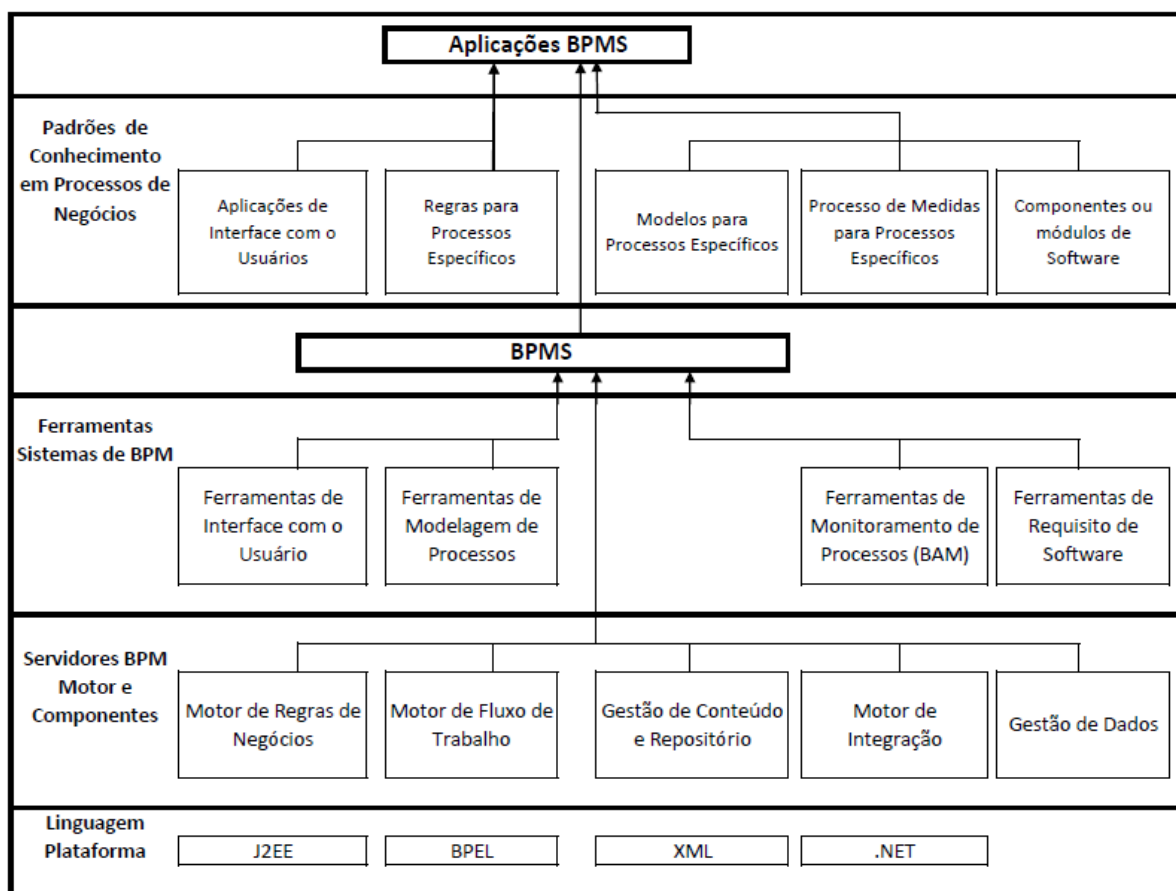 Aplicações BPMS
Padrões de
Conhecimento
em Processos de
Negócios
Aplicações de
Interface com o
Usuários
Regras para
Processos
Específicos
Modelos para
Processos Específicos
Processo de Medidas
para Processos
Específicos
Componentes ou
módulos de
Software
BPMS
Ferramentas
Sistemas de BPM
Ferramentas de
Interface com o
Usuário
Ferramentas de
Modelagem de
Processos
Ferramentas de
Monitoramento de
Processos (BAM)
Ferramentas de
Requisito de
Software
Servidores BPM
Motor e
Componentes
Motor de Regras de
Negócios
Motor de Fluxo de
Trabalho
Gestão de Conteúdo
e Repositório
Motor de
Integração
Gestão de Dados
Linguagem
Plataforma
J2EE
BPEL
XML
.NET